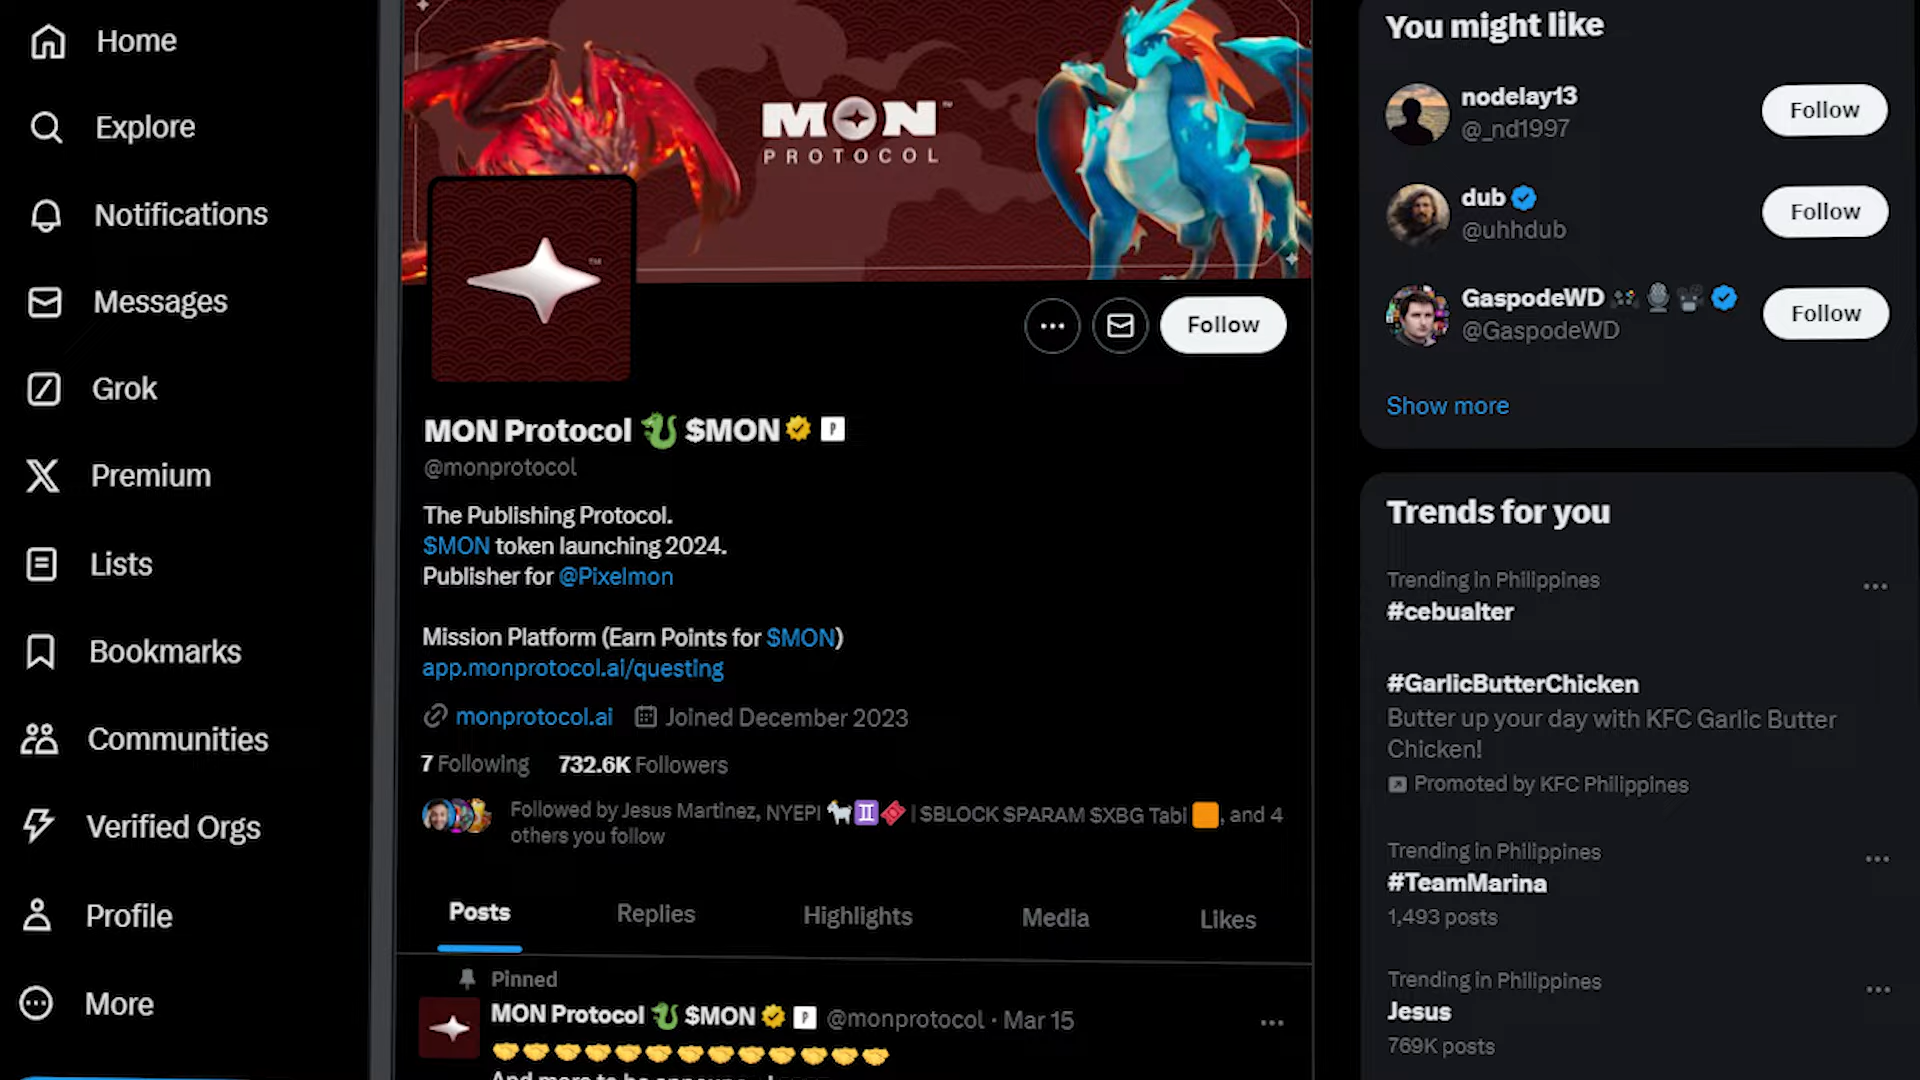 Home
Explore
Notifications
Messages
Grok
Premium
Lists
Bookmarks
Communities
Verified Orgs
Profile
More
MON™
PROTOCOL
™
Follow
MON Protocol 🐉 $MON
@monprotocol
The Publishing Protocol.
$MON token launching 2024.
Publisher for @Pixelmon
Mission Platform (Earn Points for $MON)
app.monprotocol.ai/questing
monprotocol.ai Joined December 2023
7 Following 732.6K Followers
Followed by Jesus Martinez, NYEPI 🐐♊🎟️ | $BLOCK $PARAM $XBG Tabi 🟧, and 4
others you follow
Posts Replies Highlights Media Likes
Pinned
MON Protocol 🐉 $MON P @monprotocol · Mar 15
🤝🤝🤝🤝🤝🤝🤝🤝🤝🤝🤝🤝🤝
You might like
nodelay13
@_nd1997
Follow
dub
@uhhdub
Follow
GaspodeWD 🎮🎙️📽️
@GaspodeWD
Follow
Show more
Trends for you
Trending in Philippines
#cebualter
#GarlicButterChicken
Butter up your day with KFC Garlic Butter
Chicken!
Promoted by KFC Philippines
Trending in Philippines
#TeamMarina
1,493 posts
Trending in Philippines
Jesus
769K posts